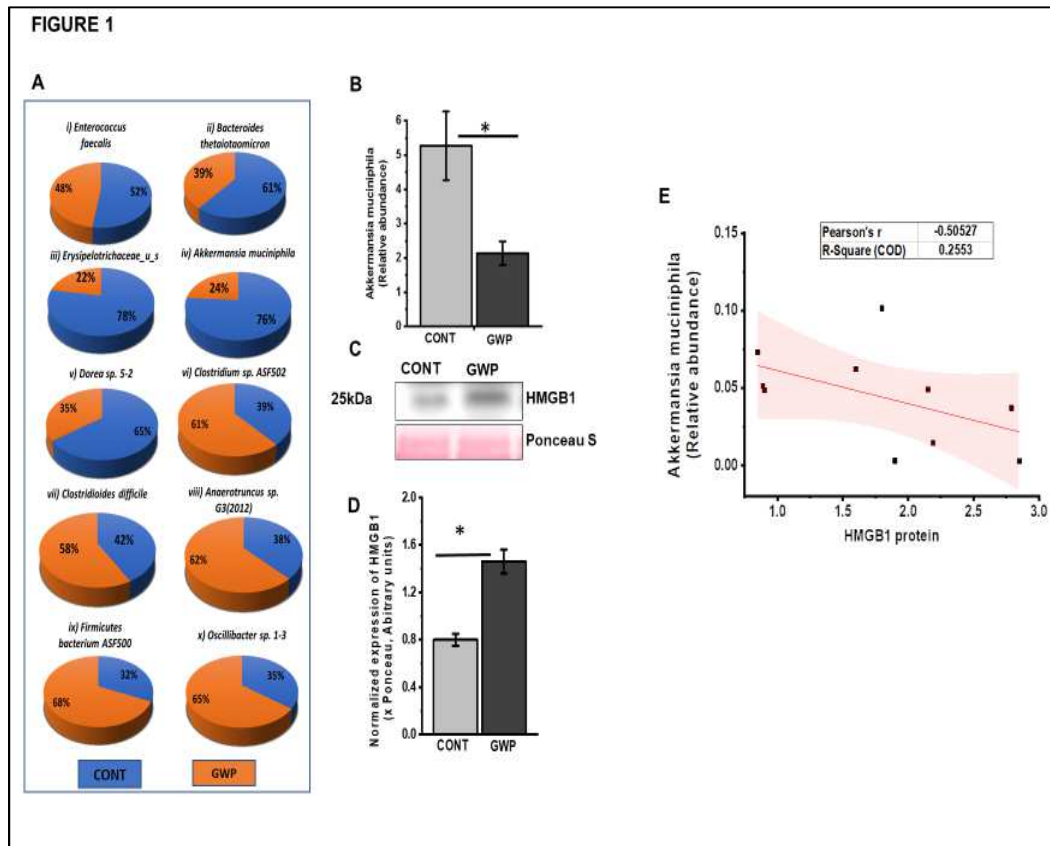 FIGURE 1
A
i) Enterococcus
faecalis
48%
52%
ii) Bacteroides
thetaiotaomicron
39%
61%
iii) Erysipelotrichaceae_u_s
22%
78%
iv) Akkermansia muciniphila
24%
76%
v) Dorea sp. 5-2
35%
65%
vi) Clostridium sp. ASF502
39%
61%
vii) Clostridioides difficile
58%
42%
viii) Anaerotruncus sp.
G3(2012)
38%
62%
ix) Firmicutes
bacterium ASF500
32%
68%
x) Oscillibacter sp. 1-3
35%
65%
CONT
GWP
B
Akkermansia muciniphila
(Relative abundance)
6
5
4
3
2
1
0
*
CONT
GWP
C
CONT
GWP
25kDa
HMGB1
Ponceau S
D
Normalized expression of HMGB1
(x Ponceau, Abitrary units)
2.0
1.6
1.2
0.8
0.4
0.0
*
CONT
GWP
E
Pearson's r -0.50527
R-Square (COD) 0.2553
Akkermansia muciniphila
(Relative abundance)
0.15
0.10
0.05
0.00
1.0
1.5
2.0
2.5
3.0
HMGB1 protein